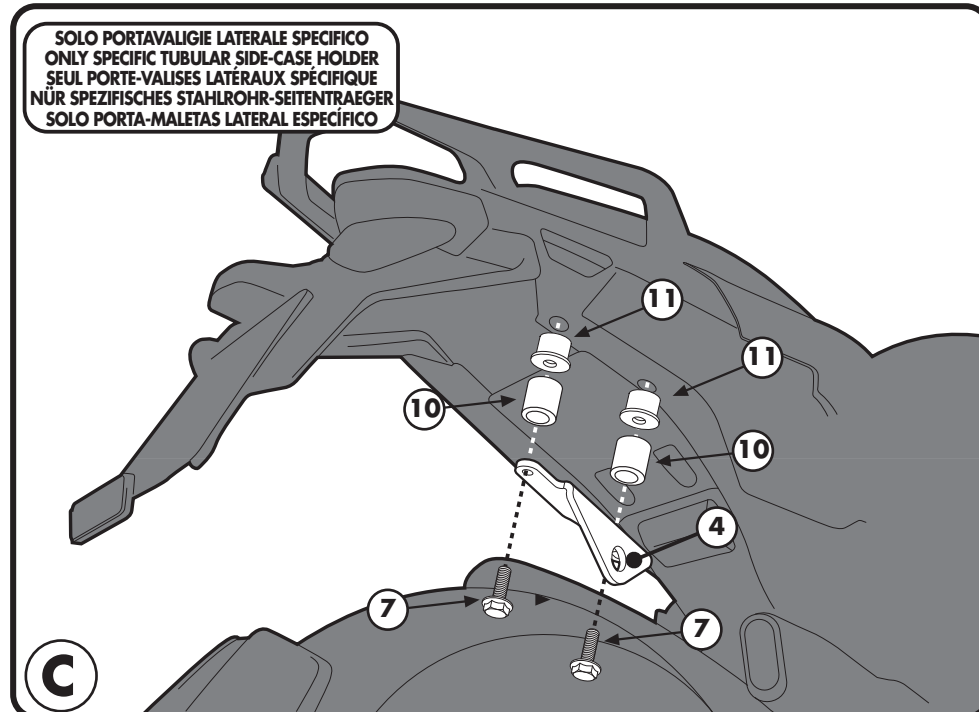 SOLO PORTAVALIGIE LATERALE SPECIFICO
ONLY SPECIFIC TUBULAR SIDE-CASE HOLDER
SEUL PORTE-VALISES LATÉRAUX SPÉCIFIQUE
NÜR SPEZIFISCHES STAHLROHR-SEITENTRAEGER
SOLO PORTA-MALETAS LATERAL ESPECÍFICO
11
11
10
10
4
7
7
C